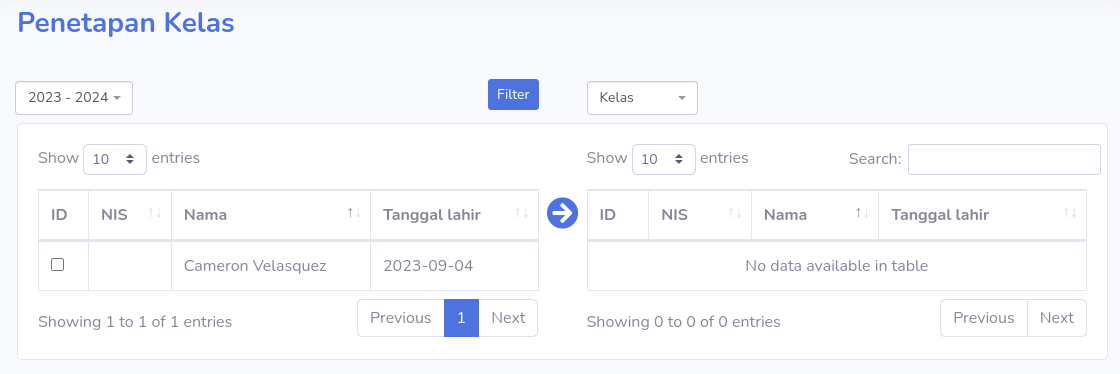 Penetapan Kelas
2023 - 2024
Filter
Kelas
Show 10 entries
ID NIS Nama Tanggal lahir
Cameron Velasquez 2023-09-04
Showing 1 to 1 of 1 entries
Previous 1 Next
Show 10 entries
Search:
ID NIS Nama Tanggal lahir
No data available in table
Showing 0 to 0 of 0 entries
Previous Next